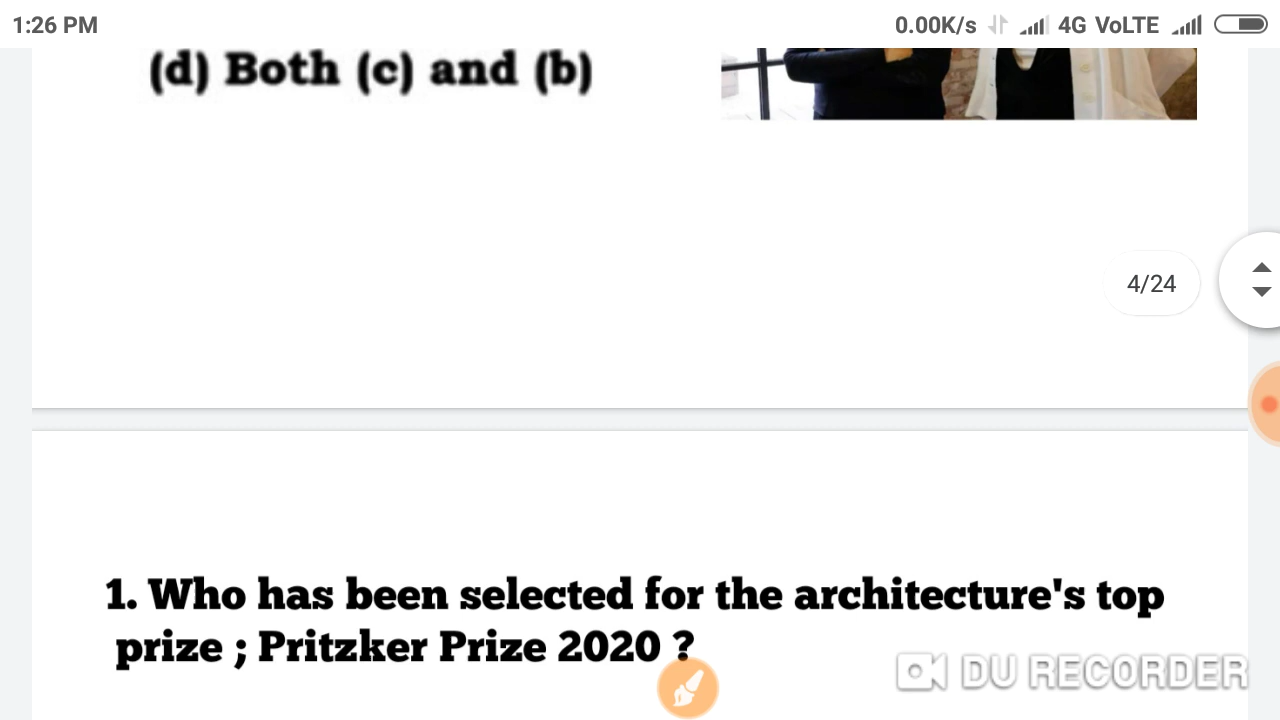 1:26 PM 0.00K/s 4G VoLTE
(d) Both (c) and (b)
4/24
1. Who has been selected for the architecture's top
prize ; Pritzker Prize 2020 ?
DU RECORDER